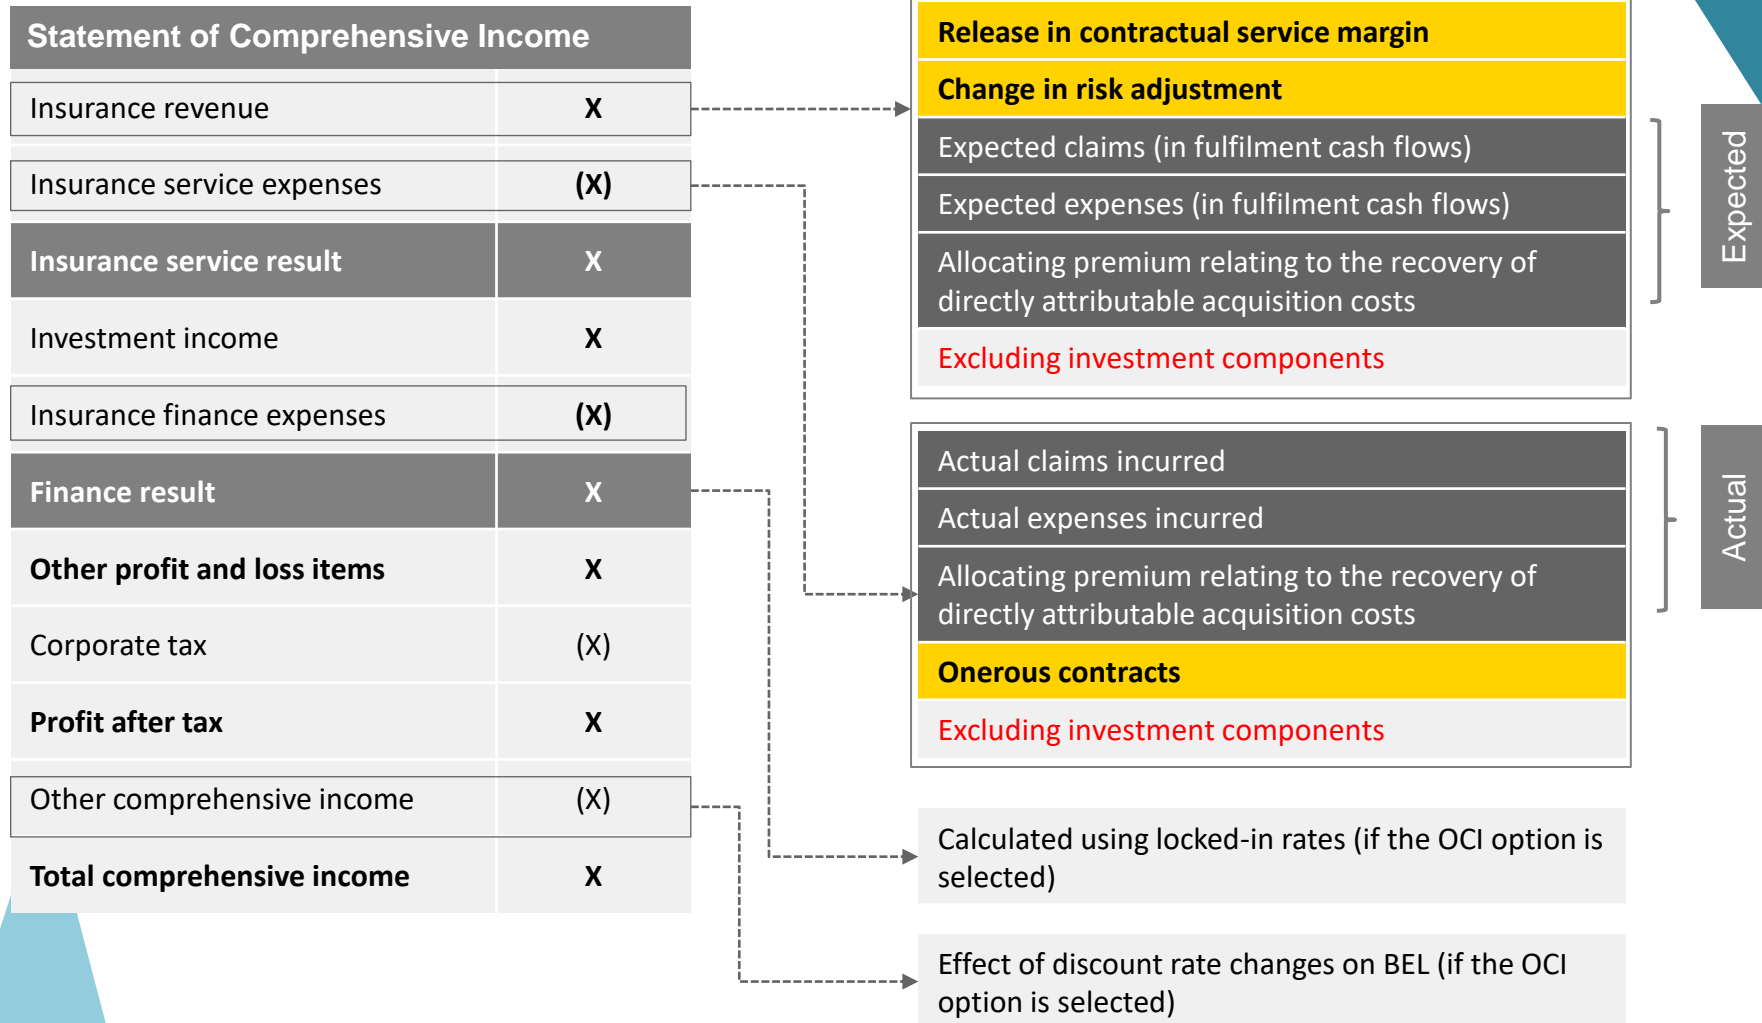 Statement of Comprehensive Income
Insurance revenue X
Insurance service expenses (X)
Insurance service result X
Investment income X
Insurance finance expenses (X)
Finance result X
Other profit and loss items X
Corporate tax (X)
Profit after tax X
Other comprehensive income (X)
Total comprehensive income X
Release in contractual service margin
Change in risk adjustment
Expected claims (in fulfilment cash flows)
Expected expenses (in fulfilment cash flows)
Allocating premium relating to the recovery of
directly attributable acquisition costs
Excluding investment components
Expected
Actual claims incurred
Actual expenses incurred
Allocating premium relating to the recovery of
directly attributable acquisition costs
Onerous contracts
Excluding investment components
Actual
Calculated using locked-in rates (if the OCI option is
selected)
Effect of discount rate changes on BEL (if the OCI
option is selected)